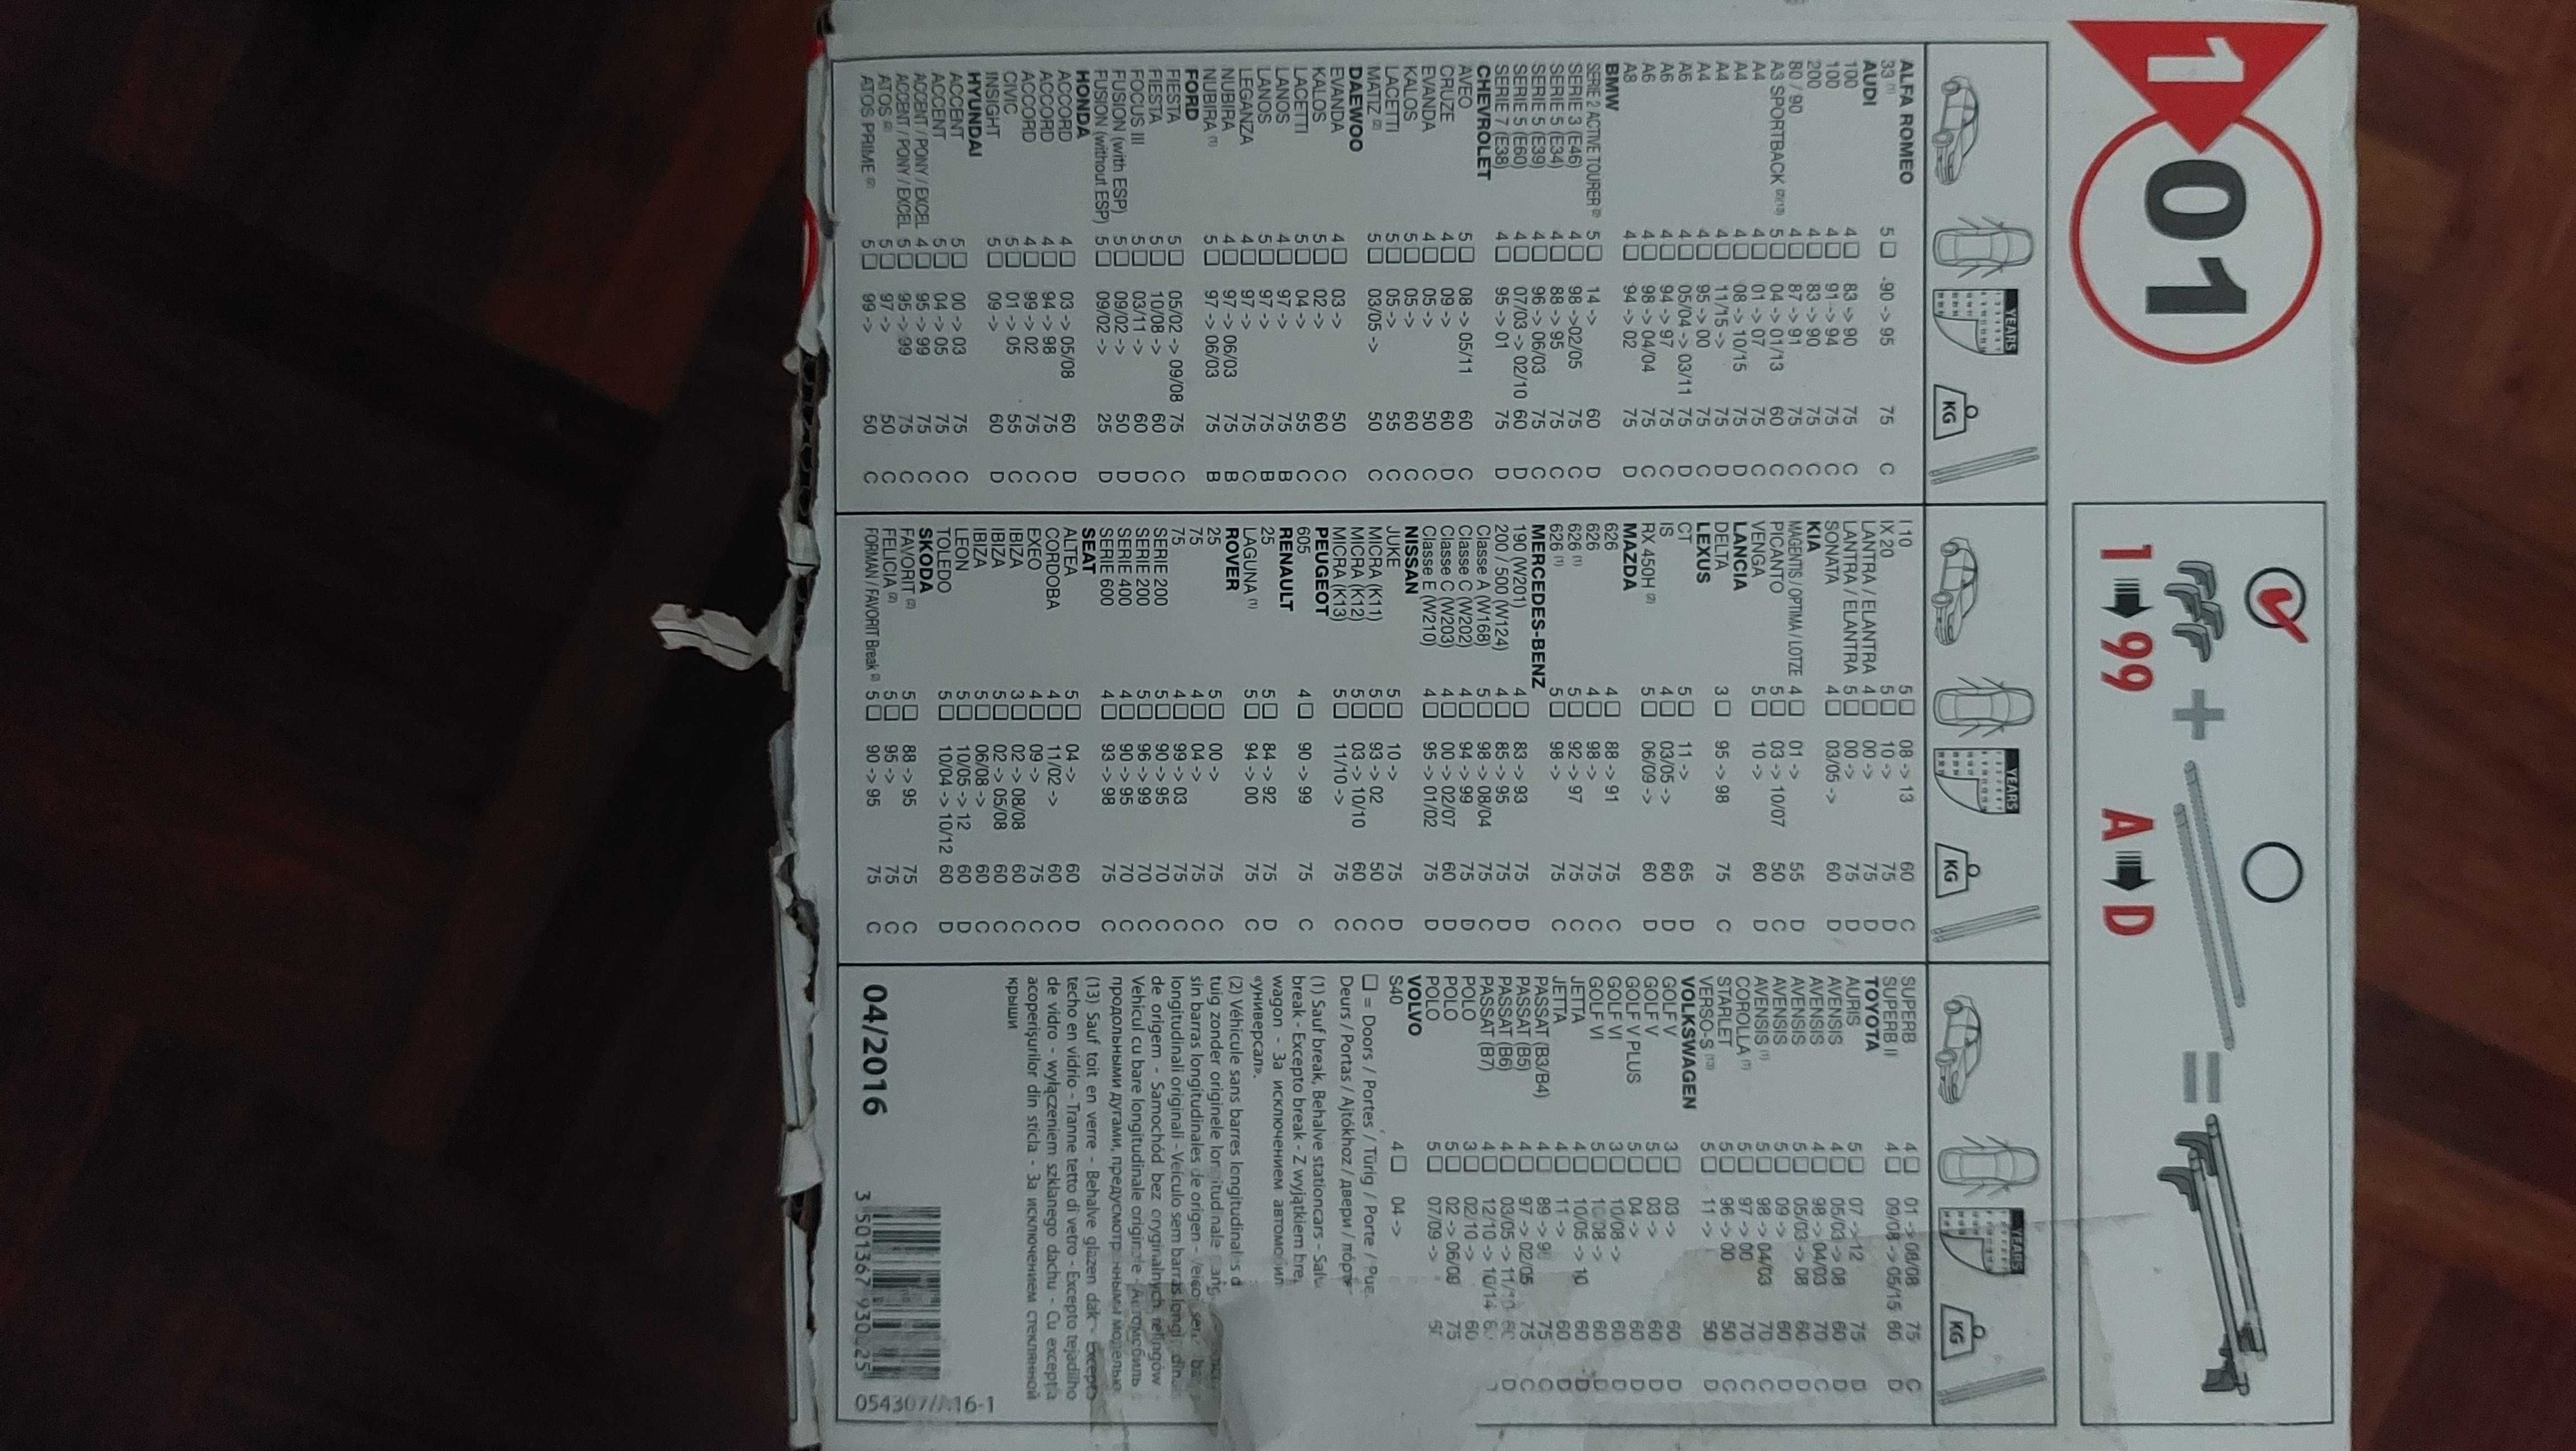 1 01
1 99 + A D =
YEARS KG
ALFA ROMEO
33 (1) 5 □ -90 -> 95 75 C
AUDI
100 4 □ 83 -> 90 75 C
100 4 □ 91 -> 94 75 C
200 4 □ 83 -> 90 75 C
80 / 90 4 □ 87 -> 91 75 C
A3 SPORTBACK (2)(13) 5 □ 04 -> 01/13 60 C
A4 4 □ 01 -> 07 75 C
A4 4 □ 08 -> 10/15 75 D
A4 4 □ 11/15 -> 75 D
A4 4 □ 95 -> 00 75 C
A6 4 □ 05/04 -> 03/11 75 D
A6 4 □ 94 -> 97 75 C
A6 4 □ 98 -> 04/04 75 C
A8 4 □ 94 -> 02 75 D
BMW
SERIE 2 ACTIVE TOURER (2) 5 □ 14 -> 60 D
SERIE 3 (E46) 4 □ 98 ->02/05 75 C
SERIE 5 (E34) 4 □ 88 -> 95 75 C
SERIE 5 (E39) 4 □ 96 -> 06/03 75 C
SERIE 5 (E60) 4 □ 07/03 -> 02/10 60 D
SERIE 7 (E38) 4 □ 95 -> 01 75 D
CHEVROLET
AVEO 5 □ 08 -> 05/11 60 C
CRUZE 4 □ 09 -> 60 D
EVANDA 4 □ 05 -> 50 C
KALOS 5 □ 05 -> 60 C
LACETTI 5 □ 05 -> 55 C
MATIZ (2) 5 □ 03/05 -> 50 C
DAEWOO
EVANDA 4 □ 03 -> 50 C
KALOS 5 □ 02 -> 60 C
LACETTI 5 □ 04 -> 55 C
LANOS 4 □ 97 -> 75 B
LANOS 5 □ 97 -> 75 B
LEGANZA 4 □ 97 -> 75 C
NUBIRA 4 □ 97 -> 06/03 75 B
NUBIRA (1) 5 □ 97 -> 06/03 75 B
FORD
FIESTA 5 □ 05/02 -> 09/08 75 C
FIESTA 5 □ 10/08 -> 60 C
FOCUS III 5 □ 03/11 -> 60 D
FUSION (with ESP) 5 □ 09/02 -> 50 D
FUSION (without ESP) 5 □ 09/02 -> 25 D
HONDA
ACCORD 4 □ 03 -> 05/08 60 D
ACCORD 4 □ 94 -> 98 75 C
ACCORD 4 □ 99 -> 02 75 C
CIVIC 5 □ 01 -> 05 55 C
INSIGHT 5 □ 09 -> 60 D
HYUNDAI
ACCENT 5 □ 00 -> 03 75 C
ACCENT 5 □ 04 -> 05 75 C
ACCENT / PONY / EXCEL 4 □ 95 -> 99 75 C
ACCENT / PONY / EXCEL 5 □ 95 -> 99 75 C
ATOS (2) 5 □ 97 -> 50 C
ATOS PRIME (2) 5 □ 99 -> 50 C
YEARS KG
I 10 5 □ 08 -> 13 60 C
IX 20 5 □ 10 -> 75 D
LANTRA / ELANTRA 4 □ 00 -> 75 D
LANTRA / ELANTRA 5 □ 00 -> 75 D
SONATA 4 □ 03/05 -> 60 D
KIA
MAGENTIS / OPTIMA / LOTZE 4 □ 01 -> 55 D
PICANTO 5 □ 03 -> 10/07 50 C
VENGA 5 □ 10 -> 60 D
LANCIA
DELTA 3 □ 95 -> 98 75 C
LEXUS
CT 5 □ 11 -> 65 D
IS 4 □ 03/05 -> 60 D
RX 450H (2) 5 □ 06/09 -> 60 D
MAZDA
626 4 □ 88 -> 91 75 C
626 4 □ 98 -> 75 C
626 (1) 5 □ 92 -> 97 75 C
626 (1) 5 □ 98 -> 75 C
MERCEDES-BENZ
190 (W201) 4 □ 83 -> 93 75 D
200 / 500 (W124) 4 □ 85 -> 95 75 D
Classe A (W168) 5 □ 98 -> 08/04 75 C
Classe C (W202) 4 □ 94 -> 99 75 D
Classe C (W203) 4 □ 00 -> 02/07 60 D
Classe E (W210) 4 □ 95 -> 01/02 75 D
NISSAN
JUKE 5 □ 10 -> 75 D
MICRA (K11) 5 □ 93 -> 02 50 C
MICRA (K12) 5 □ 03 -> 10/10 60 C
MICRA (K13) 5 □ 11/10 -> 75 C
PEUGEOT
605 4 □ 90 -> 99 75 C
RENAULT
25 5 □ 84 -> 92 75 D
LAGUNA (1) 5 □ 94 -> 00 75 C
ROVER
25 5 □ 00 -> 75 C
75 4 □ 04 -> 75 C
75 4 □ 99 -> 03 75 C
SERIE 200 5 □ 90 -> 95 70 C
SERIE 200 5 □ 96 -> 99 70 C
SERIE 400 4 □ 90 -> 95 70 C
SERIE 600 4 □ 93 -> 98 75 C
SEAT
ALTEA 5 □ 04 -> 60 D
CORDOBA 4 □ 11/02 -> 60 C
EXEO 4 □ 09 -> 75 C
IBIZA 3 □ 02 -> 08/08 60 C
IBIZA 5 □ 02 -> 05/08 60 C
IBIZA 5 □ 06/08 -> 60 C
LEON 5 □ 10/05 -> 12 60 D
TOLEDO 5 □ 10/04 -> 10/12 60 D
SKODA
FAVORIT (2) 5 □ 88 -> 95 75 C
FELICIA (2) 5 □ 95 -> 75 C
FORMAN / FAVORIT Break (2) 5 □ 90 -> 95 75 C
YEARS KG
SUPERB 4 □ 01 -> 08/08 75 C
SUPERB II 4 □ 09/08 -> 05/15 60 D
TOYOTA
AURIS 5 □ 07 -> 12 75 D
AVENSIS 4 □ 05/03 -> 08 60 D
AVENSIS 4 □ 98 -> 04/03 70 C
AVENSIS 5 □ 05/03 -> 08 60 D
AVENSIS 5 □ 09 -> 60 D
AVENSIS (1) 5 □ 98 -> 04/03 70 C
COROLLA (1) 5 □ 97 -> 00 70 C
STARLET 5 □ 96 -> 00 50 C
VERSO-S (13) 5 □ 11 -> 50 D
VOLKSWAGEN
GOLF V 3 □ 03 -> 60 D
GOLF V 5 □ 03 -> 60 D
GOLF V PLUS 5 □ 04 -> 60 D
GOLF VI 3 □ 10/08 -> 60 D
GOLF VI 5 □ 10/08 -> 60 D
JETTA 4 □ 10/05 -> 10 60 D
JETTA 4 □ 11 -> 60 D
PASSAT (B3/B4) 4 □ 89 -> 75 C
PASSAT (B5) 4 □ 97 -> 02/05 75 C
PASSAT (B6) 4 □ 03/05 -> 60 D
PASSAT (B7) 4 □ 12/10 -> 10/14
POLO 3 □ 02/10 -> 60
POLO 5 □ 02 -> 06/09 75
POLO 5 □ 07/09 ->
VOLVO
S40 4 □ 04 ->
□ = Doors / Portes / Türig / Porte /
Deurs / Portas / Ajtókhoz / двери /
(1) Sauf break, Behalve stationcars -
break - Excepto break - Z wyjątkiem
wagon - За исключением
«универсал».
(2) Véhicule sans barres longitudinales
tuig zonder originele
sin barras longitudinales de origen -
longitudinali originali - Veículo sem barras
de origem - Samochód bez oryginalnych relingów
Vehicul cu bare longitudinale originale - Автомобиль
продольными дугами,
(13) Sauf toit en verre - Behalve glazen dak - Excepto
techo en vidrio - Tranne tetto di vetro - Excepto tejadilho
de vidro - wyłączeniem szklanego dachu - Cu excepția
acoperișurilor din sticla - За исключением стеклянной
крыши
04/2016
3 501367 930125